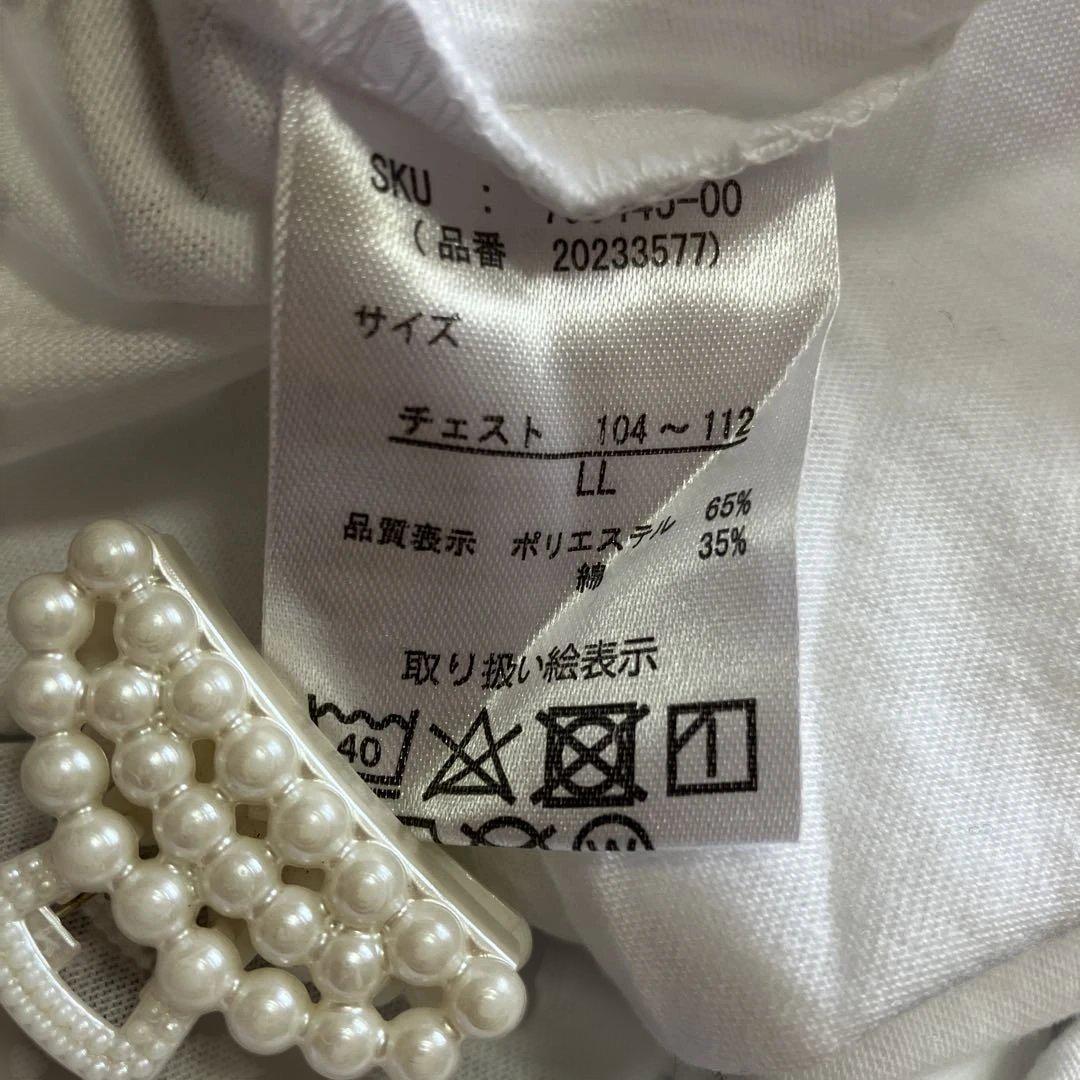 SKU : -00
(品番 20233577)
サイズ
チェスト 104～112
LL
品質表示 ポリエステル 65%
綿 35%
取り扱い絵表示
40
W